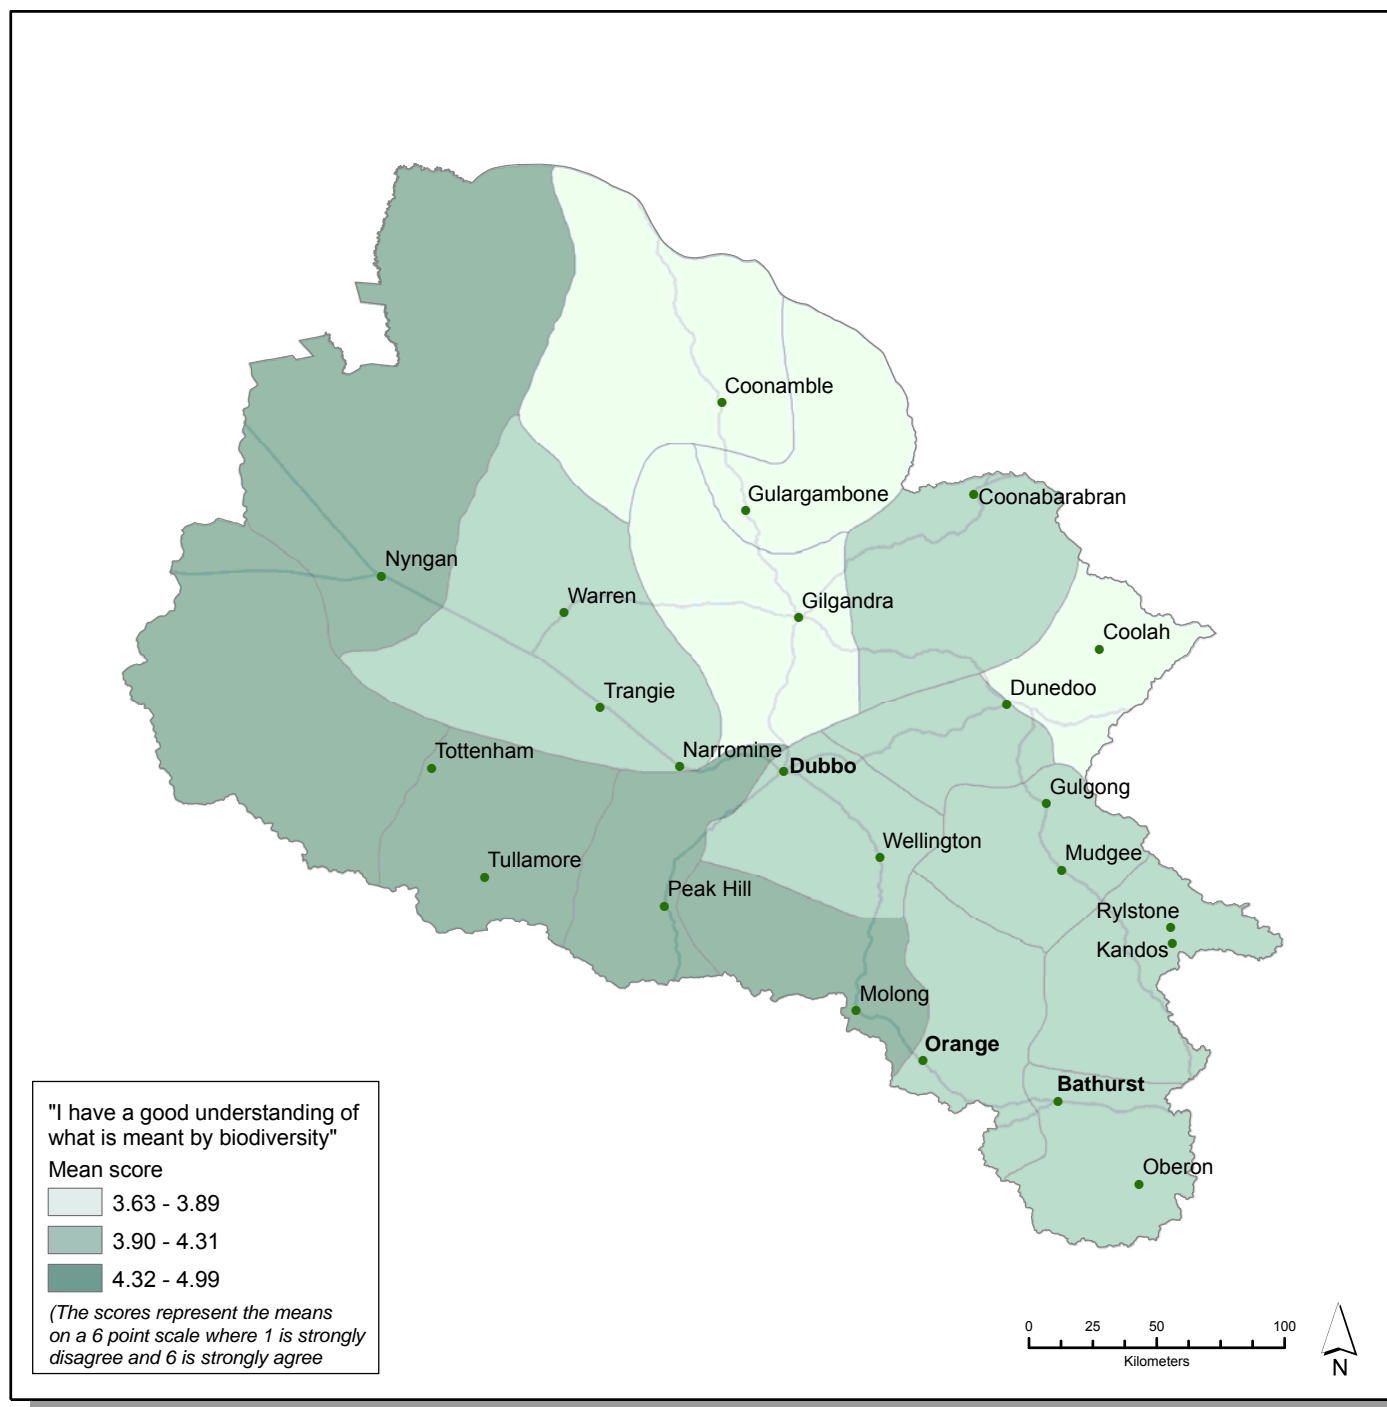 Coonamble
Gulargambone
Coonabarabran
Nyngan
Warren
Gilgandra
Coolah
Trangie
Dunedoo
Tottenham
Narromine
Dubbo
Gulgong
Wellington
Mudgee
Tullamore
Peak Hill
Rylstone
Kandos
Molong
Orange
Bathurst
Oberon
"I have a good understanding of
what is meant by biodiversity"
Mean score
3.63 - 3.89
3.90 - 4.31
4.32 - 4.99
(The scores represent the means
on a 6 point scale where 1 is strongly
disagree and 6 is strongly agree
0 25 50 100
Kilometers
N